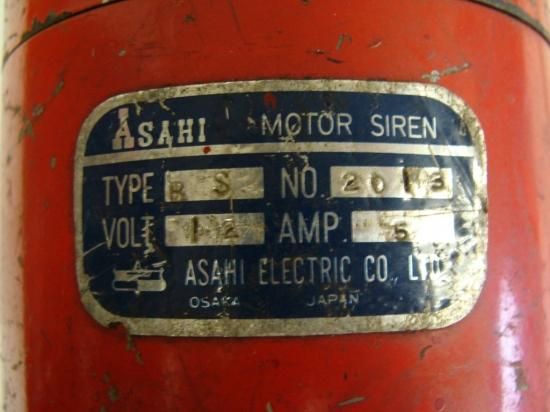 ASAHI MOTOR SIREN
TYPE B S NO. 2013
VOLT 12 AMP. 5
ASAHI ELECTRIC CO., LTD.
OSAKA JAPAN